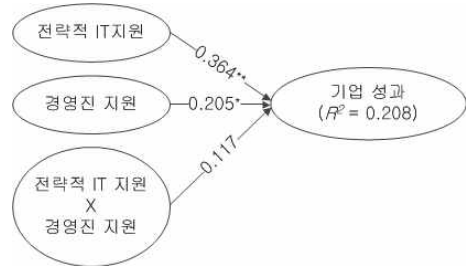 전략적 IT지원
0.364**
경영진 지원
0.205*
기업 성과
(R² = 0.208)
0.117
전략적 IT 지원
X
경영진 지원